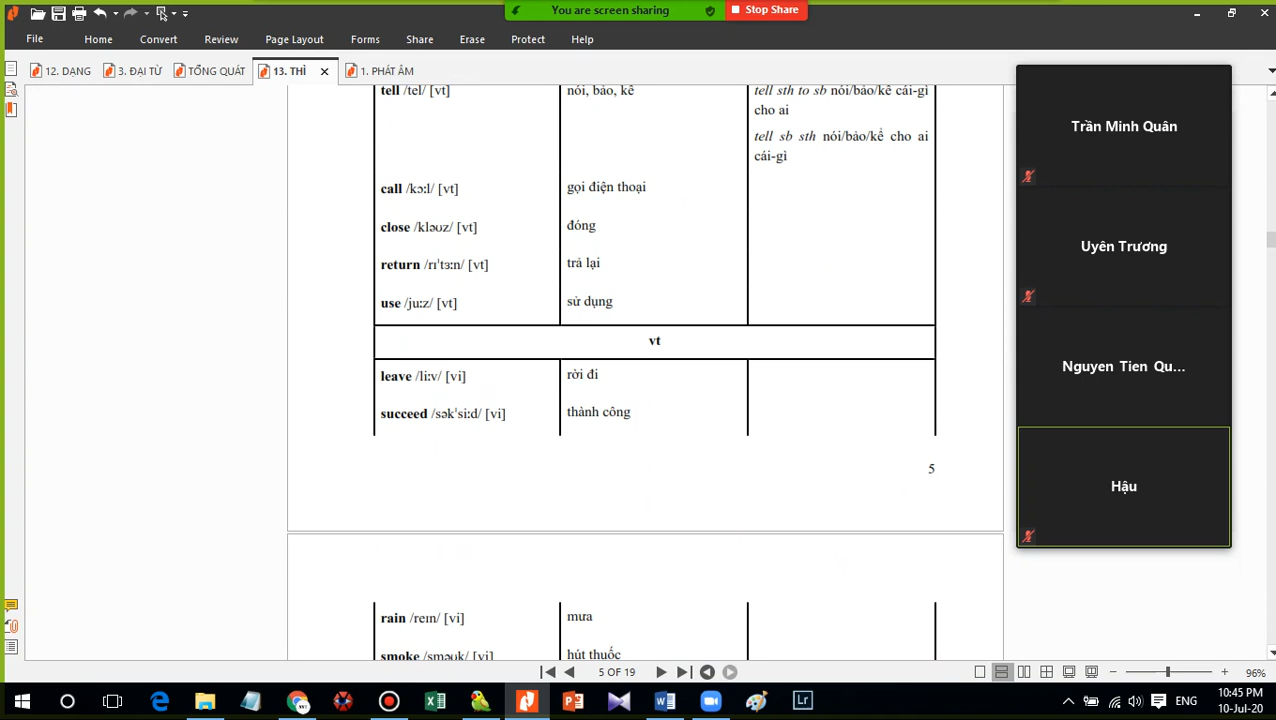 You are screen sharing
Stop Share
File Home Convert Review Page Layout Forms Share Erase Protect Help
12. DẠNG 3. ĐẠI TỪ TỔNG QUÁT 13. THÌ 1. PHÁT ÂM
tell /tel/ [vt] nói, bảo, kể tell sth to sb nói/bảo/kể cái-gì
cho ai
tell sb sth nói/bảo/kể cho ai
cái-gì
call /kɔːl/ [vt] gọi điện thoại
close /kləʊz/ [vt] đóng
return /rɪˈtɜːn/ [vt] trả lại
use /juːz/ [vt] sử dụng
vt
leave /liːv/ [vi] rời đi
succeed /səkˈsiːd/ [vi] thành công
5
rain /reɪn/ [vi] mưa
smoke /sməuk/ [vi] hút thuốc
Trần Minh Quân
Uyên Trương
Nguyen Tien Qu...
Hậu
5 OF 19
96%
Lr
ENG
10:45 PM
10-Jul-20